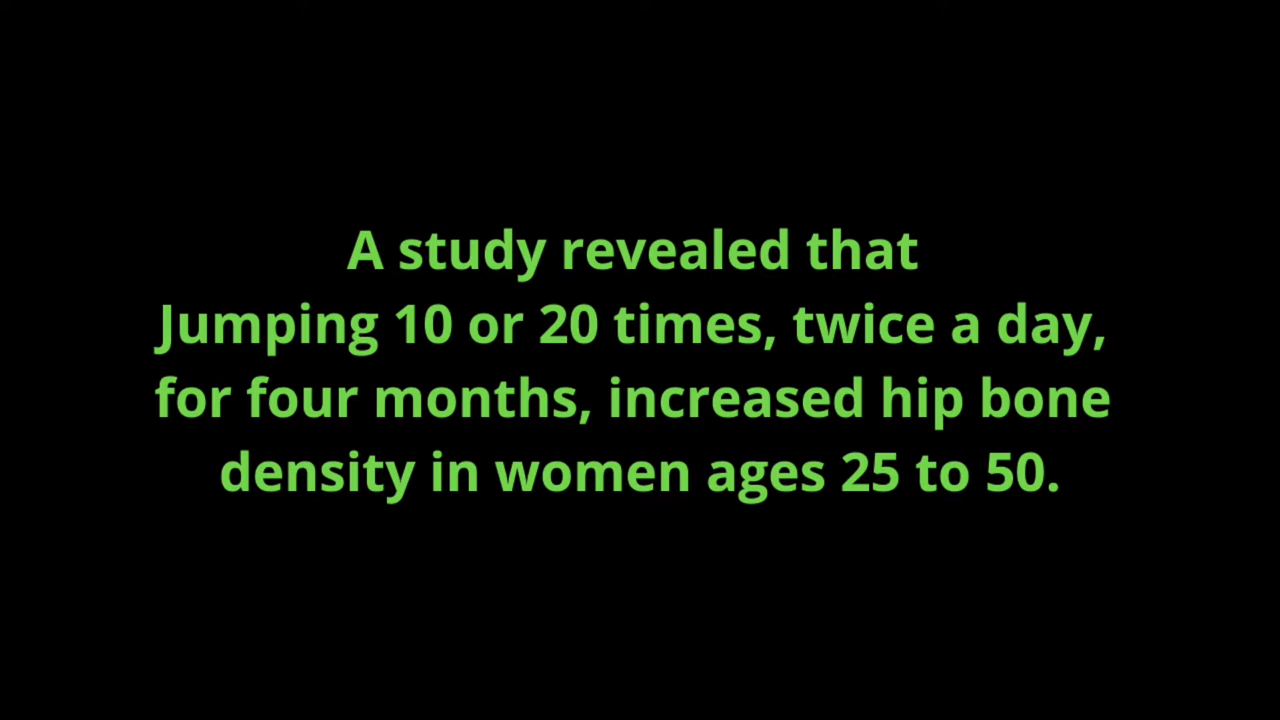 A study revealed that
Jumping 10 or 20 times, twice a day,
for four months, increased hip bone
density in women ages 25 to 50.